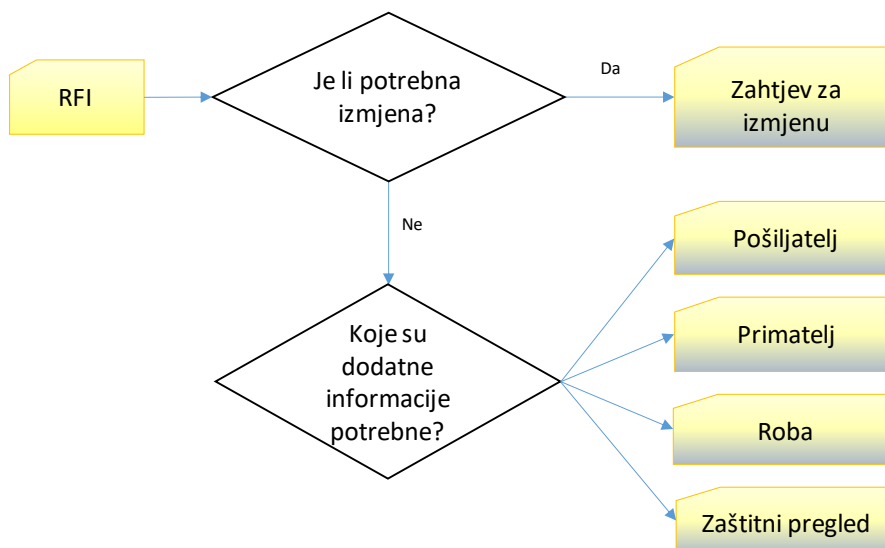 RFI
Je li potrebna
izmjena?
Da
Zahtjev za
izmjenu
Ne
Pošiljatelj
Koje su
dodatne
informacije
potrebne?
Primatelj
Roba
Zaštitni pregled